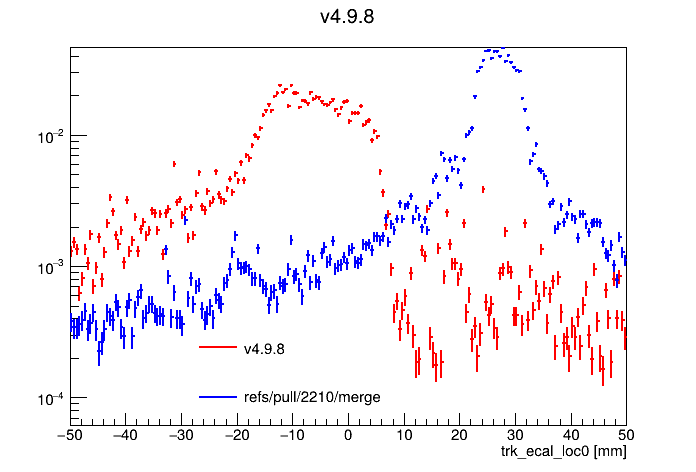 v4.9.8
10⁻²
10⁻³
10⁻⁴
v4.9.8
refs/pull/2210/merge
−50 −40 −30 −20 −10 0 10 20 30 40 50
trk_ecal_loc0 [mm]